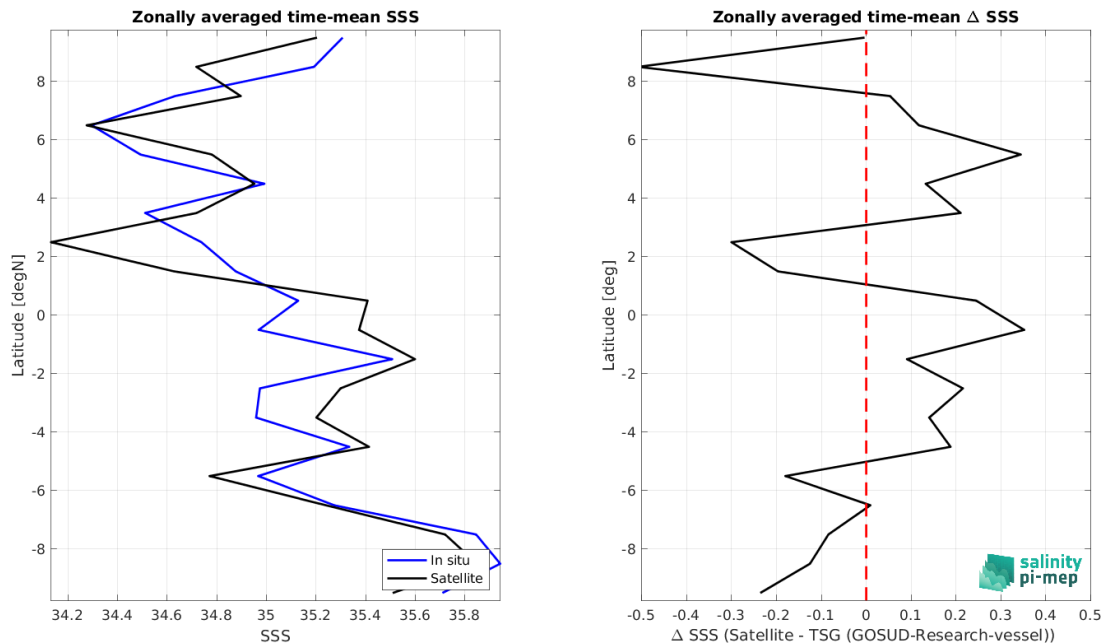 Zonally averaged time-mean SSS
8
6
4
2
0
-2
-4
-6
-8
Latitude [degN]
34.2 34.4 34.6 34.8 35 35.2 35.4 35.6 35.8
SSS
In situ
Satellite
Zonally averaged time-mean Δ SSS
8
6
4
2
0
-2
-4
-6
-8
Latitude [deg]
-0.5 -0.4 -0.3 -0.2 -0.1 0 0.1 0.2 0.3 0.4 0.5
Δ SSS (Satellite - TSG (GOSUD-Research-vessel))
salinity
pi-mep